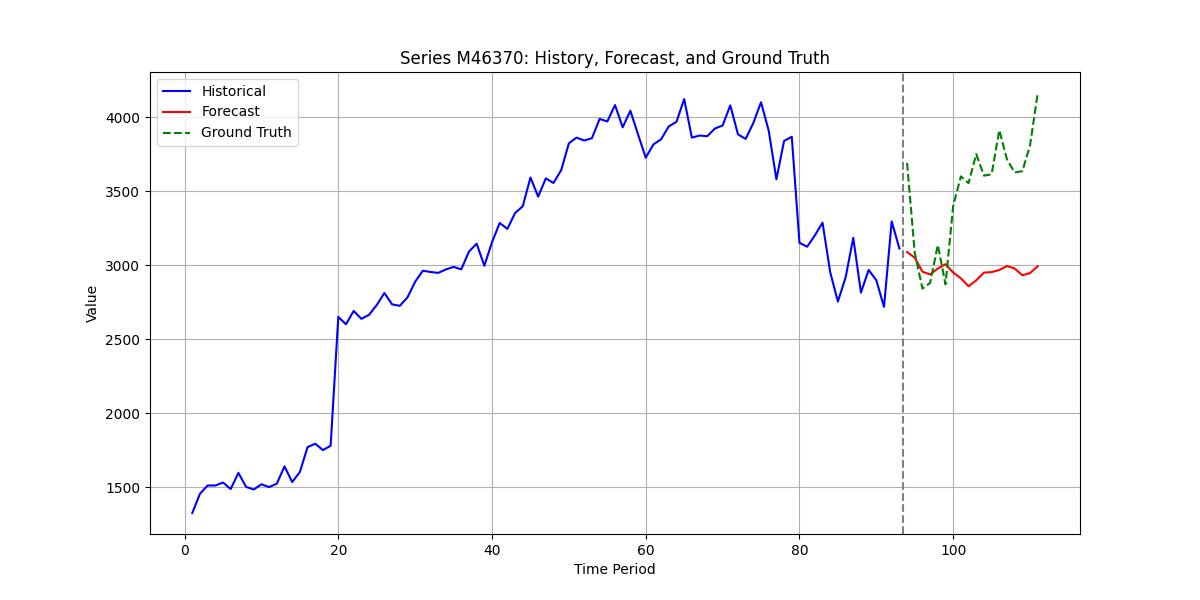 Series M46370: History, Forecast, and Ground Truth
Historical
Forecast
Ground Truth
Value
4000
3500
3000
2500
2000
1500
0
20
40
60
80
100
Time Period